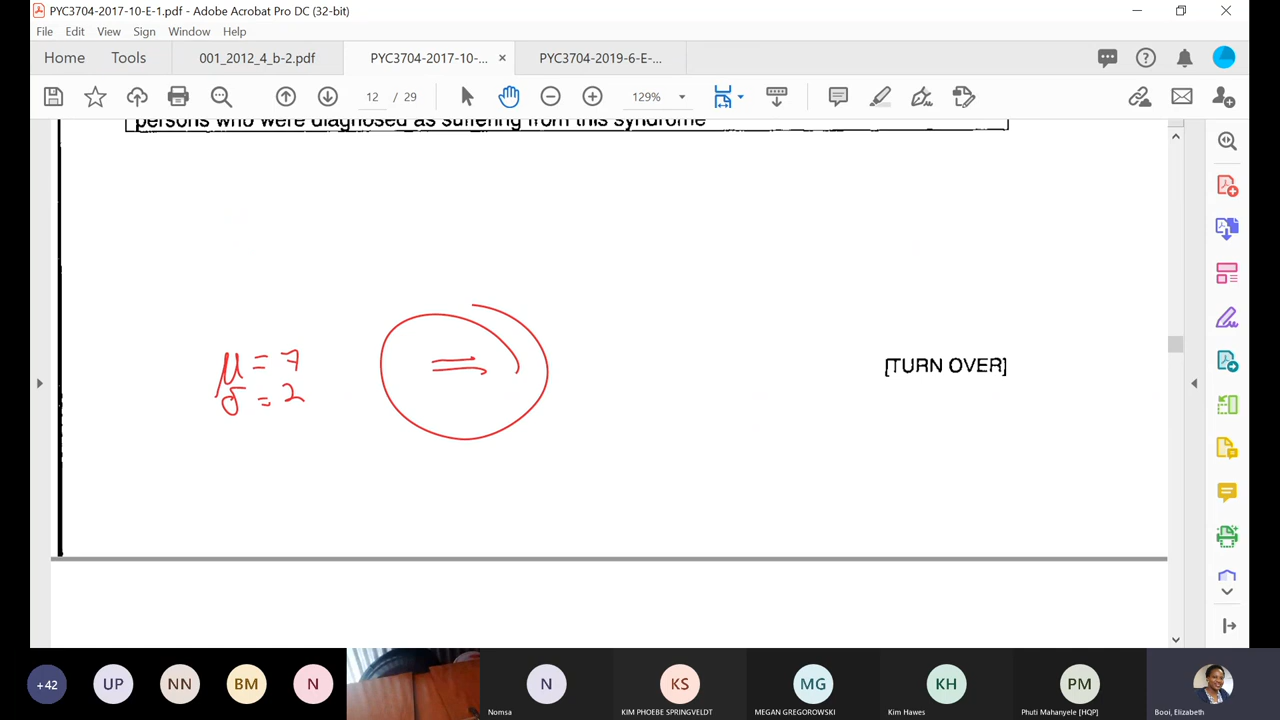 PYC3704-2017-10-E-1.pdf - Adobe Acrobat Pro DC (32-bit)
File Edit View Sign Window Help
Home Tools 001_2012_4_b-2.pdf PYC3704-2017-10-... PYC3704-2019-6-E-...
12 / 29 129%
persons who were diagnosed as suffering from this syndrome
μ = 7
σ = 2
=
[TURN OVER]
+42 UP NN BM N N KS MG KH PM
Nomsa KIM PHOEBE SPRINGVELDT MEGAN GREGOROWSKI Kim Hawes Phuti Mahanyele [HQP] Booi, Elizabeth